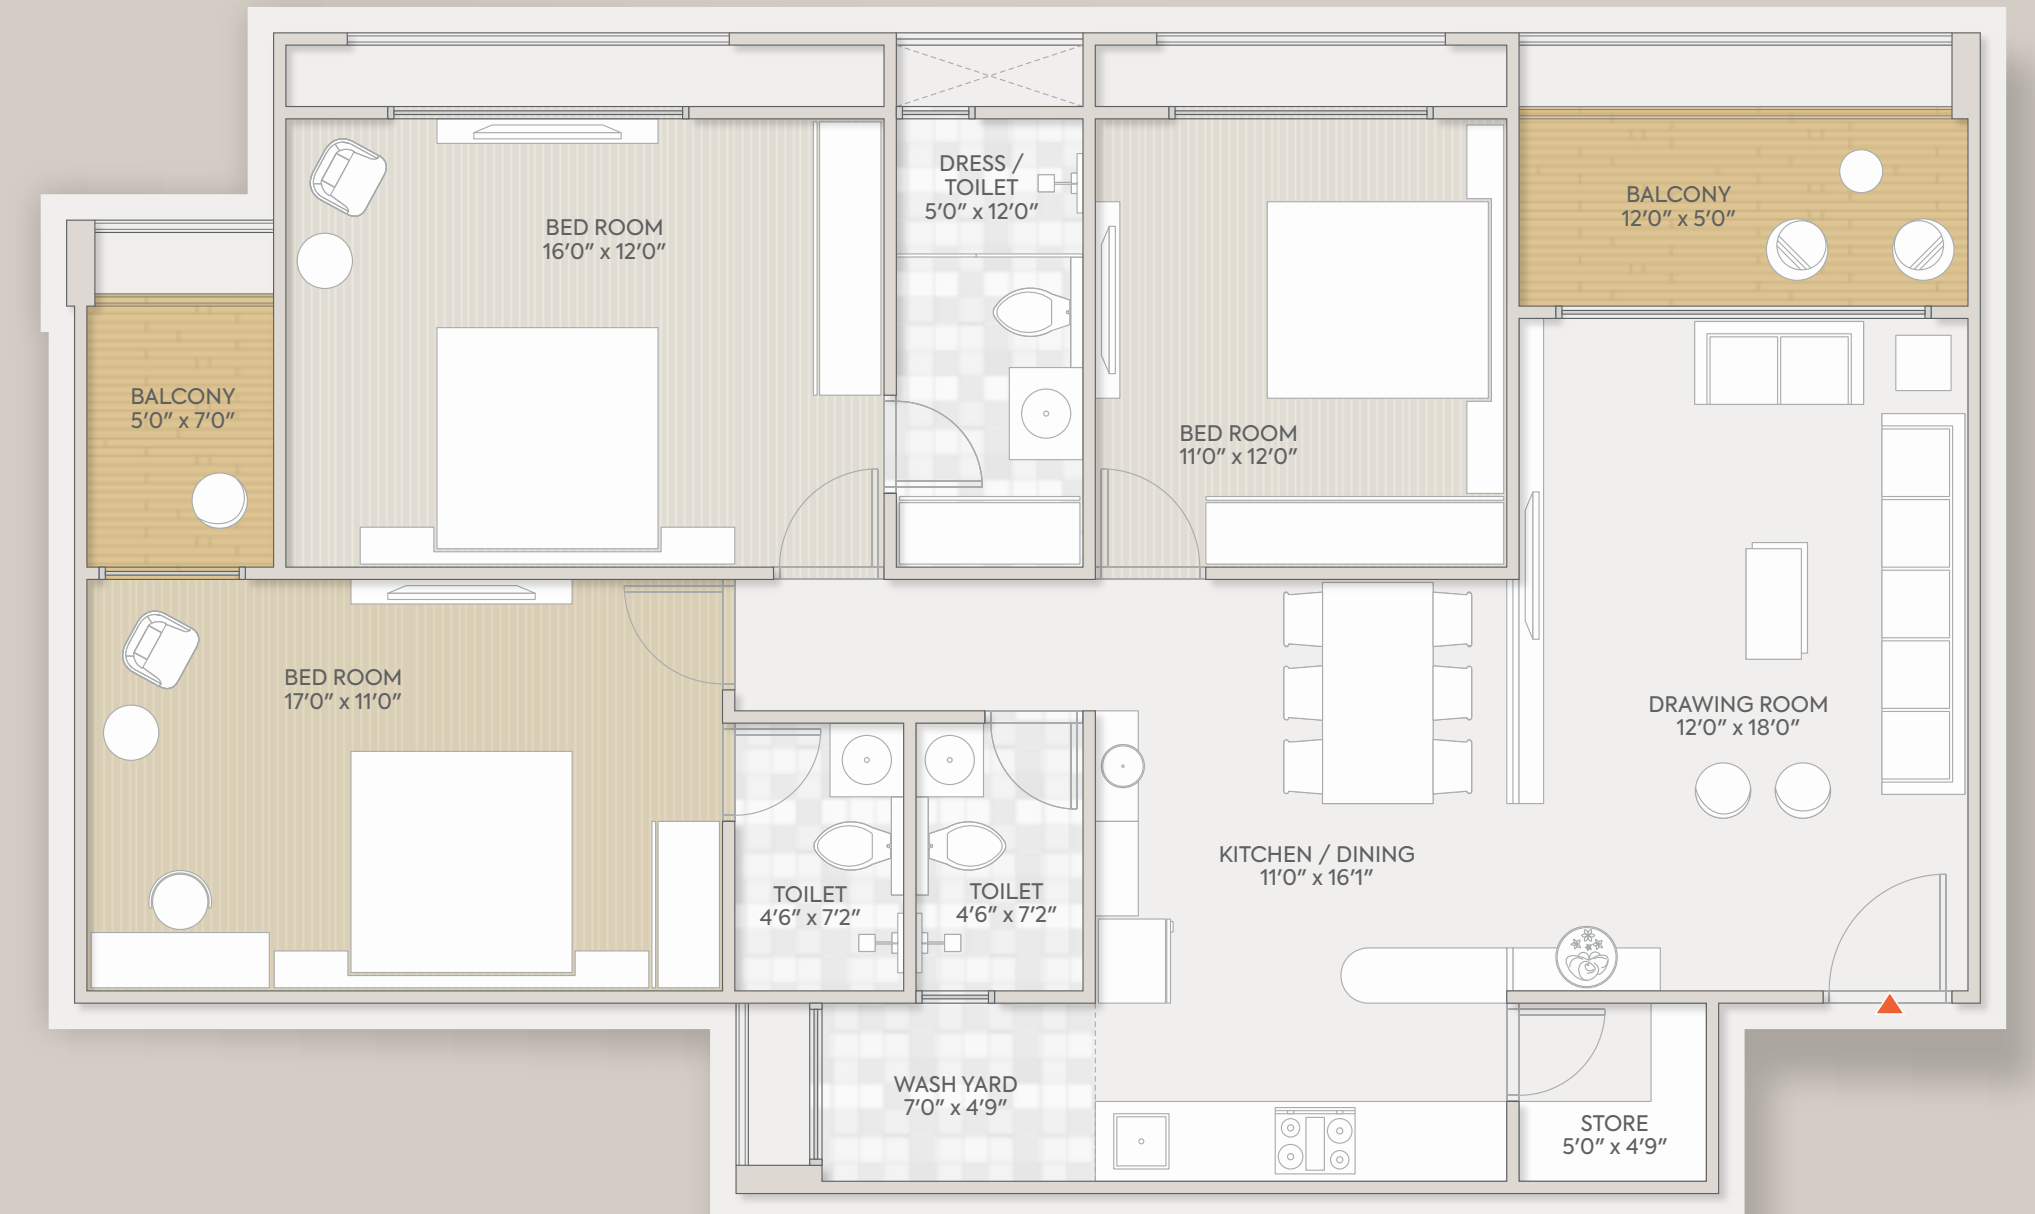 DRESS /
TOILET
5’0” x 12’0”
BED ROOM
16’0” x 12’0”
BALCONY
12’0” x 5’0”
BALCONY
5’0” x 7’0”
BED ROOM
11’0” x 12’0”
BED ROOM
17’0” x 11’0”
DRAWING ROOM
12’0” x 18’0”
KITCHEN / DINING
11’0” x 16’1”
TOILET
4’6” x 7’2”
TOILET
4’6” x 7’2”
WASH YARD
7’0” x 4’9”
STORE
5’0” x 4’9”